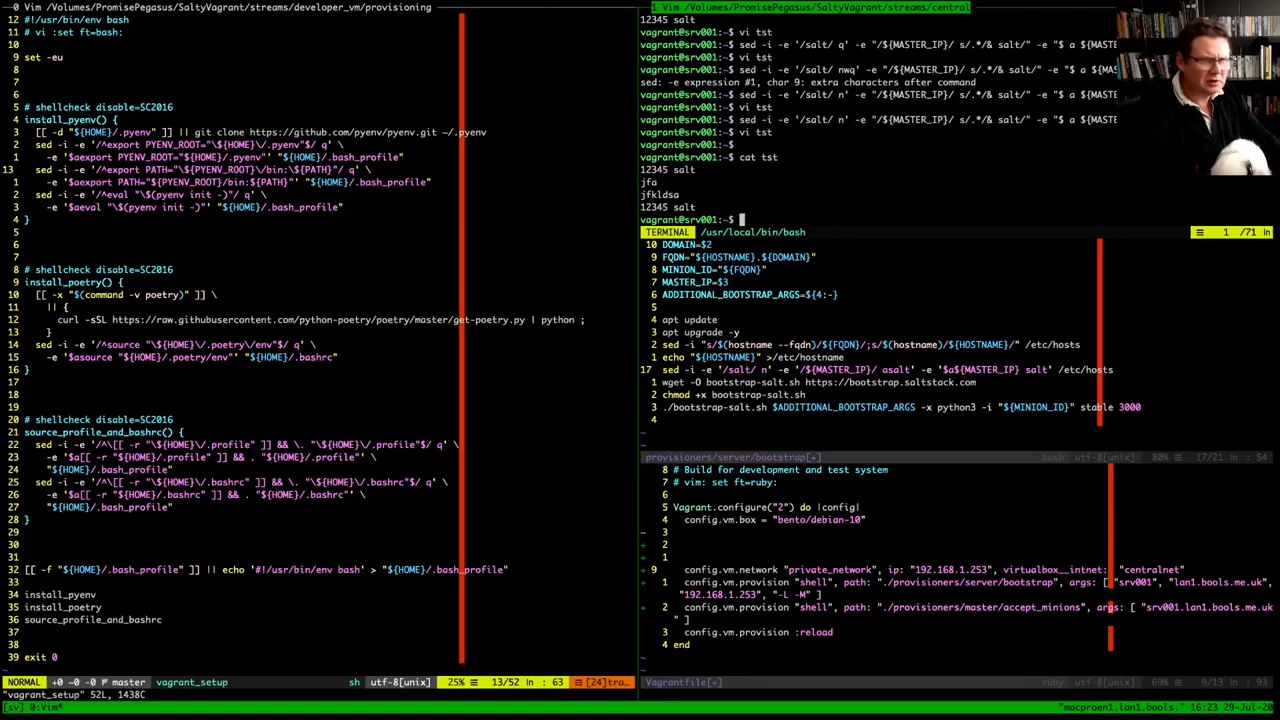 0 Vim /Volumes/PromisePegasus/SaltyVagrant/streams/developer_vm/provisioning
12 #!/usr/bin/env bash
11 # vi :set ft=bash:
10
9 set -eu
8
7
6
5 # shellcheck disable=SC2016
4 install_pyenv() {
3   [[ -d "${HOME}/.pyenv" ]] || git clone https://github.com/pyenv/pyenv.git ~/.pyenv
2   sed -i -e '/^export PYENV_ROOT="\${HOME}\/.pyenv"$/ q' \
1     -e '$aexport PYENV_ROOT="${HOME}/.pyenv"' "${HOME}/.bash_profile"
13   sed -i -e '/^export PATH="\${PYENV_ROOT}\/bin:\${PATH}"/ q' \
1     -e '$aexport PATH="${PYENV_ROOT}/bin:${PATH}"' "${HOME}/.bash_profile"
2   sed -i -e '/^eval "\$(pyenv init -)"/ q' \
3     -e '$aeval "\$(pyenv init -)"' "${HOME}/.bash_profile"
4 }
5
6
7
8 # shellcheck disable=SC2016
9 install_poetry() {
10   [[ -x "$(command -v poetry)" ]] \
11     || {
12       curl -sSL https://raw.githubusercontent.com/python-poetry/poetry/master/get-poetry.py | python ;
13     }
14   sed -i -e '/^source "\${HOME}\/.poetry\/env"$/ q' \
15     -e '$asource "${HOME}/.poetry/env"' "${HOME}/.bashrc"
16 }
17
18
19
20 # shellcheck disable=SC2016
21 source_profile_and_bashrc() {
22   sed -i -e '/^\[[ -r "\${HOME}\/.profile" ]] && \. "\${HOME}\/.profile"$/ q' \
23     -e '$a[[ -r "${HOME}/.profile" ]] && . "${HOME}/.profile"' \
24     "${HOME}/.bash_profile"
25   sed -i -e '/^\[[ -r "\${HOME}/.bashrc" ]] && \. "\${HOME}\/.bashrc"$/ q' \
26     -e '$a[[ -r "${HOME}/.bashrc" ]] && . "${HOME}/.bashrc"' \
27     "${HOME}/.bash_profile"
28 }
29
30
31
32 [[ -f "${HOME}/.bash_profile" ]] || echo '#!/usr/bin/env bash' > "${HOME}/.bash_profile"
33
34 install_pyenv
35 install_poetry
36 source_profile_and_bashrc
37
38
39 exit 0
~
NORMAL +0 ~0 -0 master vagrant_setup sh utf-8[unix] 25% 13/52 ln : 63 [24]tra…
"vagrant_setup" 52L, 1438C
1 Vim /Volumes/PromisePegasus/SaltyVagrant/streams/central
12345 salt
vagrant@srv001:~$ vi tst
vagrant@srv001:~$ sed -i -e '/salt/ q' -e "/${MASTER_IP}/ s/.*/& salt/" -e "$ a ${MASTE
vagrant@srv001:~$ vi tst
vagrant@srv001:~$ sed -i -e '/salt/ nwq' -e "/${MASTER_IP}/ s/.*/& salt/" -e "$ a ${MAS
sed: -e expression #1, char 9: extra characters after command
vagrant@srv001:~$ sed -i -e '/salt/ n' -e "/${MASTER_IP}/ s/.*/& salt/" -e "$ a ${MASTE
vagrant@srv001:~$ vi tst
vagrant@srv001:~$ sed -i -e '/salt/ n' -e "/${MASTER_IP}/ s/.*/& salt/" -e "$ a ${MASTE
vagrant@srv001:~$ vi tst
vagrant@srv001:~$
vagrant@srv001:~$ cat tst
12345 salt
jfa
jfkldsa
12345 salt
vagrant@srv001:~$
TERMINAL /usr/local/bin/bash 1 /71 ln
10 DOMAIN=$2
9 FQDN="${HOSTNAME}.${DOMAIN}"
8 MINION_ID="${FQDN}"
7 MASTER_IP=$3
6 ADDITIONAL_BOOTSTRAP_ARGS=${4:-}
5
4 apt update
3 apt upgrade -y
2 sed -i "s/$(hostname --fqdn)/${FQDN}/;s/$(hostname)/${HOSTNAME}/" /etc/hosts
1 echo "${HOSTNAME}" >/etc/hostname
17 sed -i -e '/salt/ n' -e '/${MASTER_IP}/ asalt' -e '$a${MASTER_IP} salt' /etc/hosts
1 wget -O bootstrap-salt.sh https://bootstrap.saltstack.com
2 chmod +x bootstrap-salt.sh
3 ./bootstrap-salt.sh $ADDITIONAL_BOOTSTRAP_ARGS -x python3 -i "${MINION_ID}" stable 3000
4
~
~
provisioners/server/bootstrap[+] bash utf-8[unix] 80% 17/21 ln : 54
8 # Build for development and test system
7 # vim: set ft=ruby:
6
5 Vagrant.configure("2") do |config|
4   config.vm.box = "bento/debian-10"
~ 3
+ 2
+ 1
+ 9   config.vm.network "private_network", ip: "192.168.1.253", virtualbox__intnet: "centralnet"
+ 1   config.vm.provision "shell", path: "./provisioners/server/bootstrap", args: [ "srv001", "lan1.bools.me.uk",
"192.168.1.253", "-L -M" ]
+ 2   config.vm.provision "shell", path: "./provisioners/master/accept_minions", args: [ "srv001.lan1.bools.me.uk
" ]
3   config.vm.provision :reload
4 end
~
~
Vagrantfile[+] ruby utf-8[unix] 69% 9/13 ln : 93
[sv] 0:Vim* "macproen1.lan1.bools." 16:23 29-Jul-20